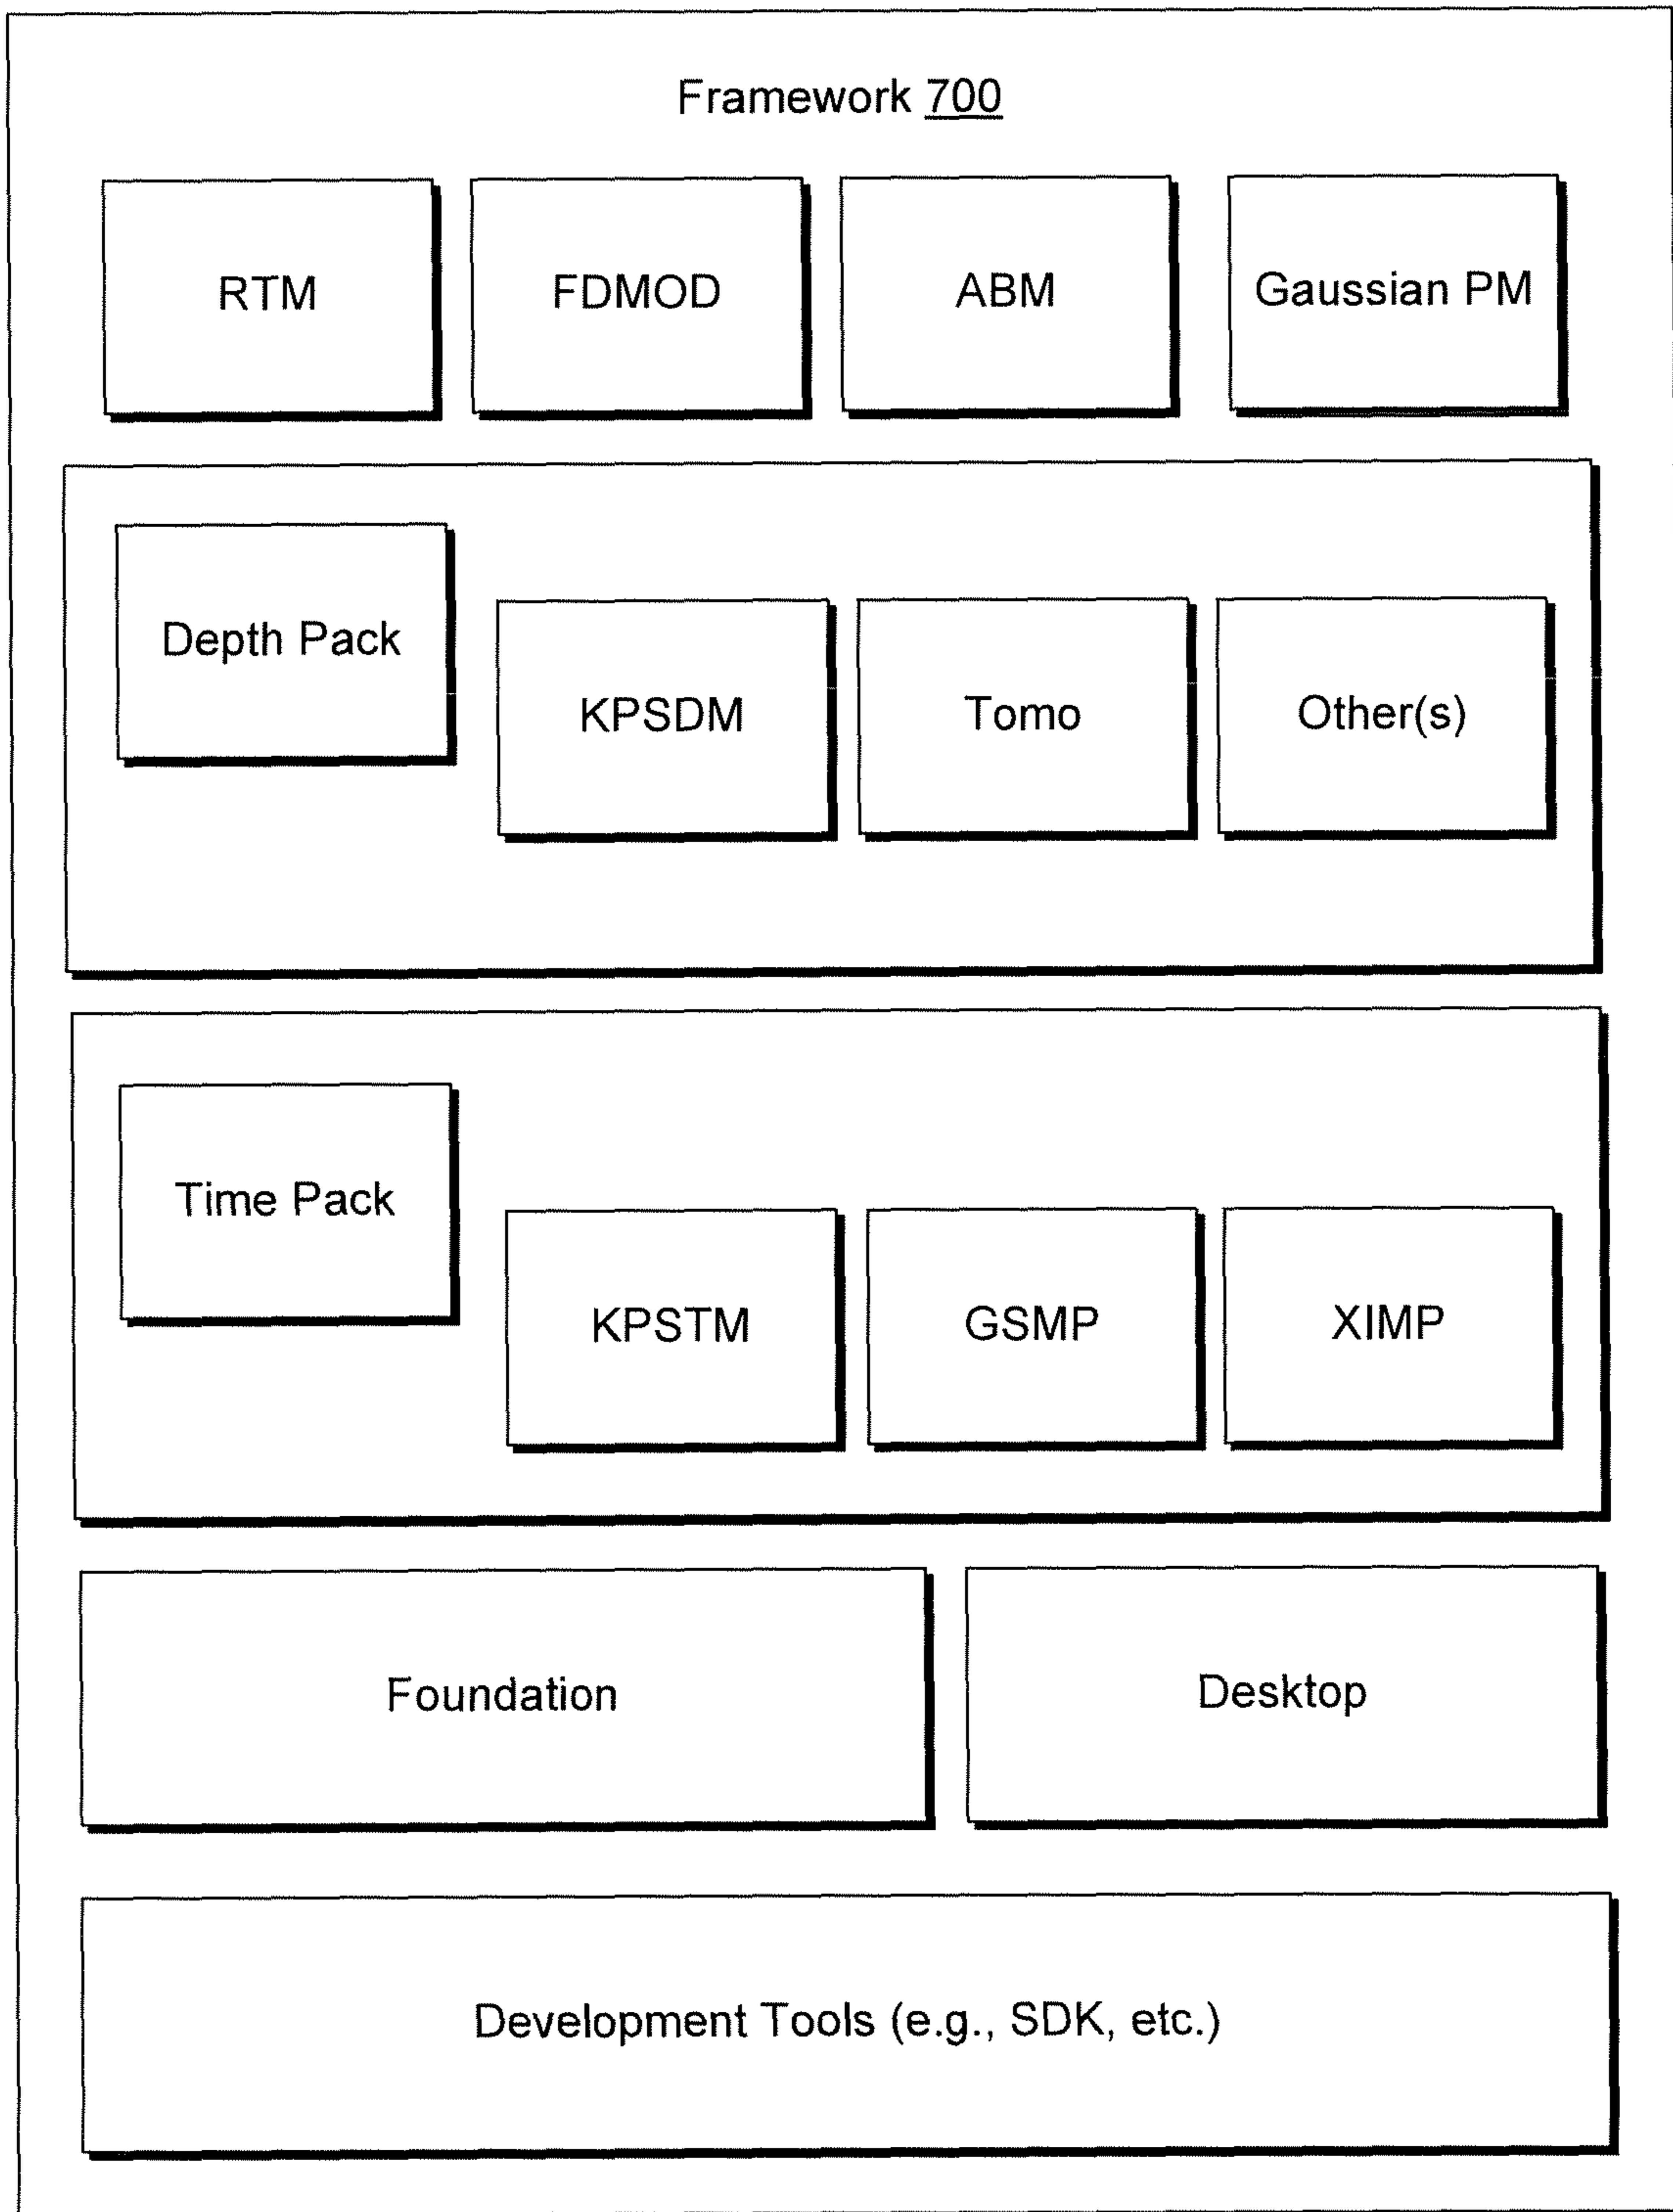 Framework 700
RTM
FDMOD
ABM
Gaussian PM
Depth Pack
KPSDM
Tomo
Other(s)
Time Pack
KPSTM
GSMP
XIMP
Foundation
Desktop
Development Tools (e.g., SDK, etc.)